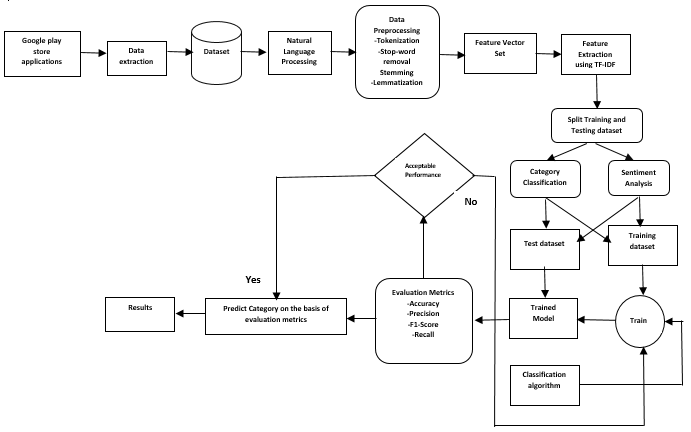 Google play
store
applications
Data
extraction
Dataset
Natural
Language
Processing
Data
Preprocessing
-Tokenization
-Stop-word
removal
Stemming
-Lemmatization
Feature Vector
Set
Feature
Extraction
using TF-IDF
Split Training and
Testing dataset
Category
Classification
Sentiment
Analysis
Test dataset
Training
dataset
Acceptable
Performance
No
Yes
Results
Predict Category on the basis of
evaluation metrics
Evaluation Metrics
-Accuracy
-Precision
-F1-Score
-Recall
Trained
Model
Train
Classification
algorithm